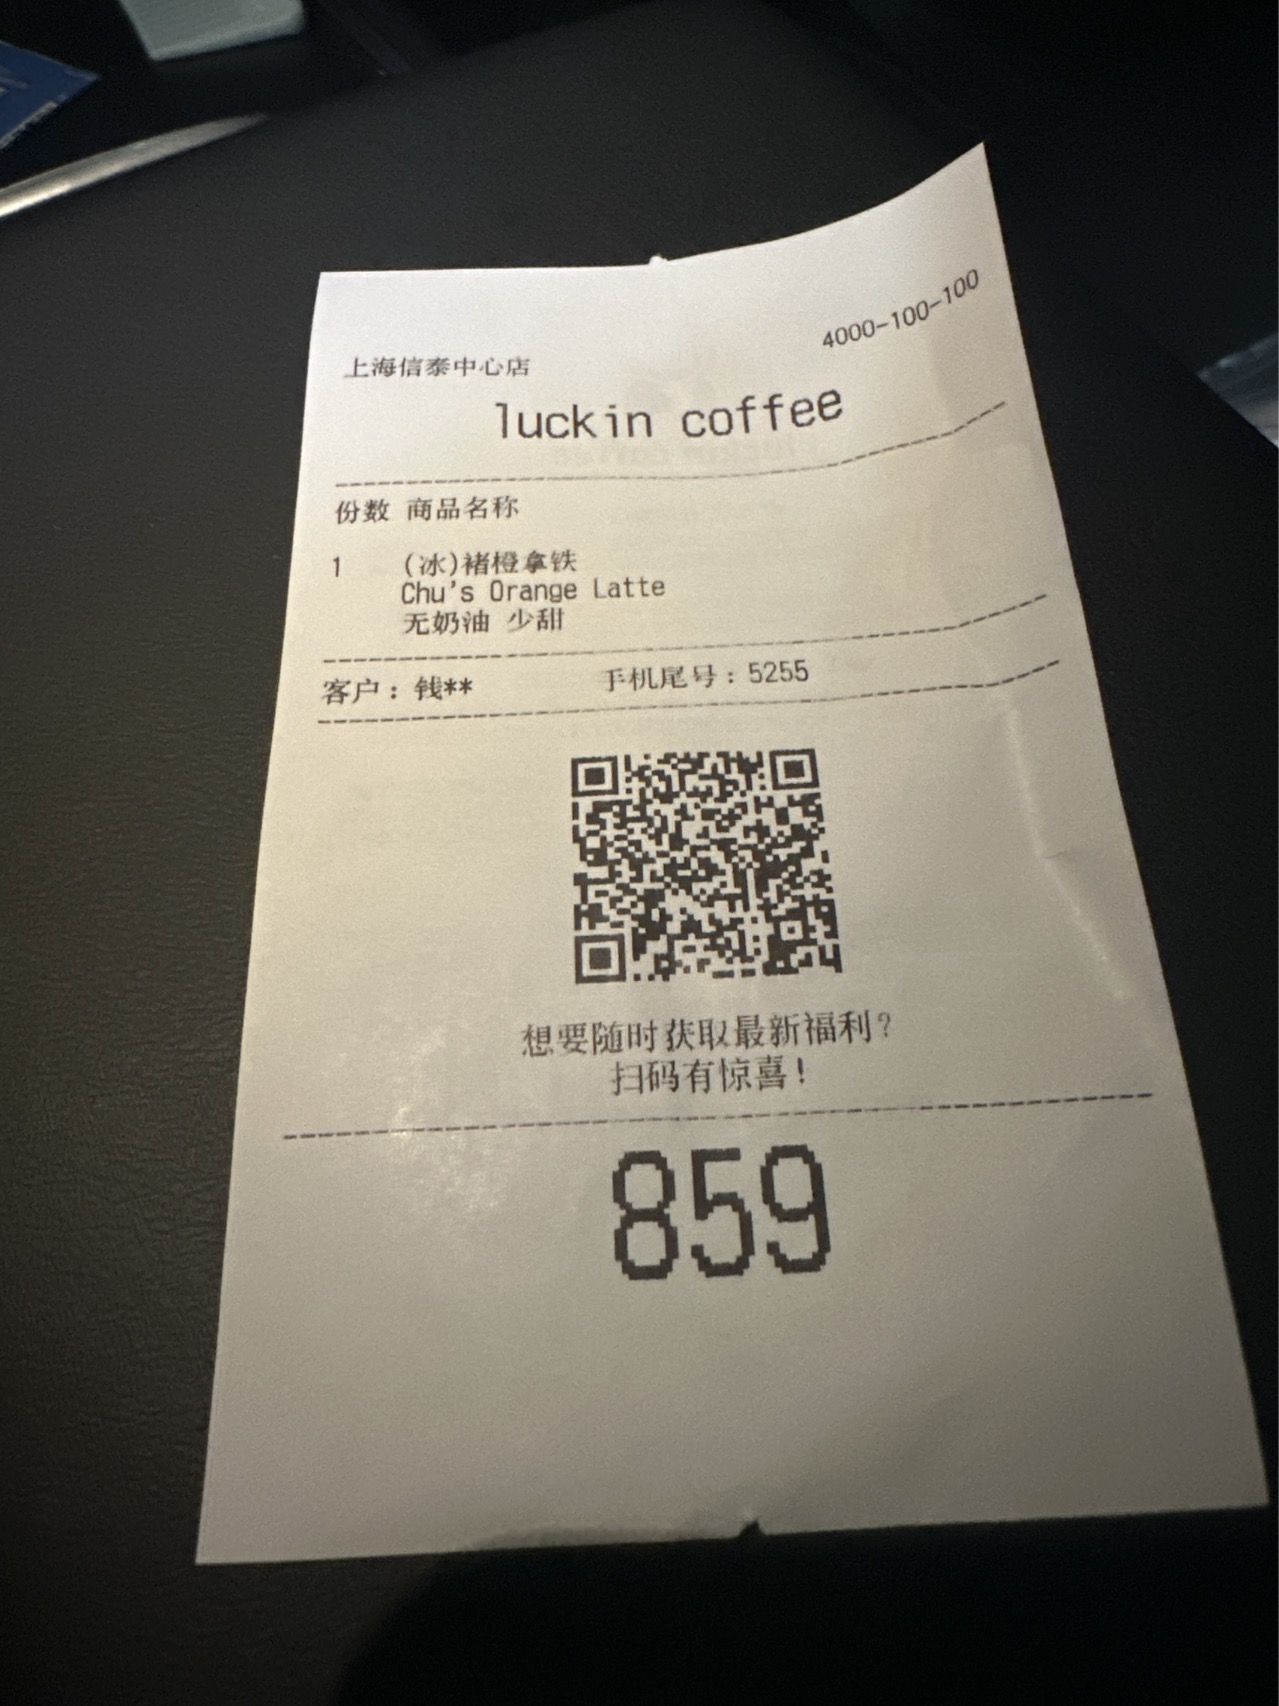 4000-100-100
上海信泰中心店
luckin coffee
份数 商品名称
1 (冰)褚橙拿铁
Chu's Orange Latte
无奶油 少甜
客户：钱** 手机尾号：5255
想要随时获取最新福利？
扫码有惊喜！
859